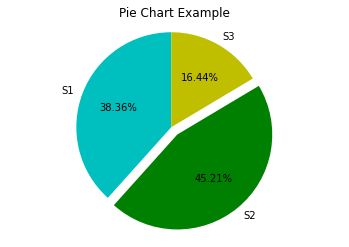 Pie Chart Example
S3
16.44%
S1
38.36%
45.21%
S2